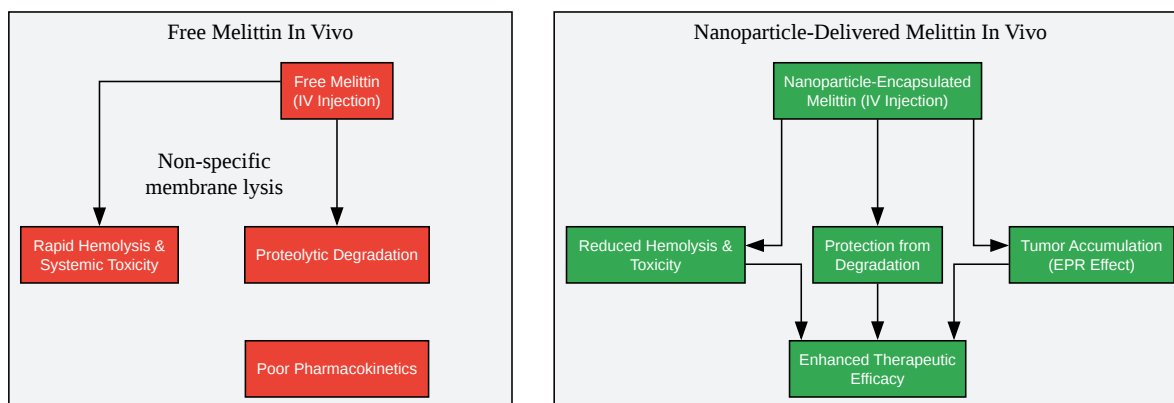 Free Melittin In Vivo
Free Melittin
(IV Injection)
Non-specific
membrane lysis
Rapid Hemolysis &
Systemic Toxicity
Proteolytic Degradation
Poor Pharmacokinetics
Nanoparticle-Delivered Melittin In Vivo
Nanoparticle-Encapsulated
Melittin (IV Injection)
Reduced Hemolysis &
Toxicity
Protection from
Degradation
Tumor Accumulation
(EPR Effect)
Enhanced Therapeutic
Efficacy